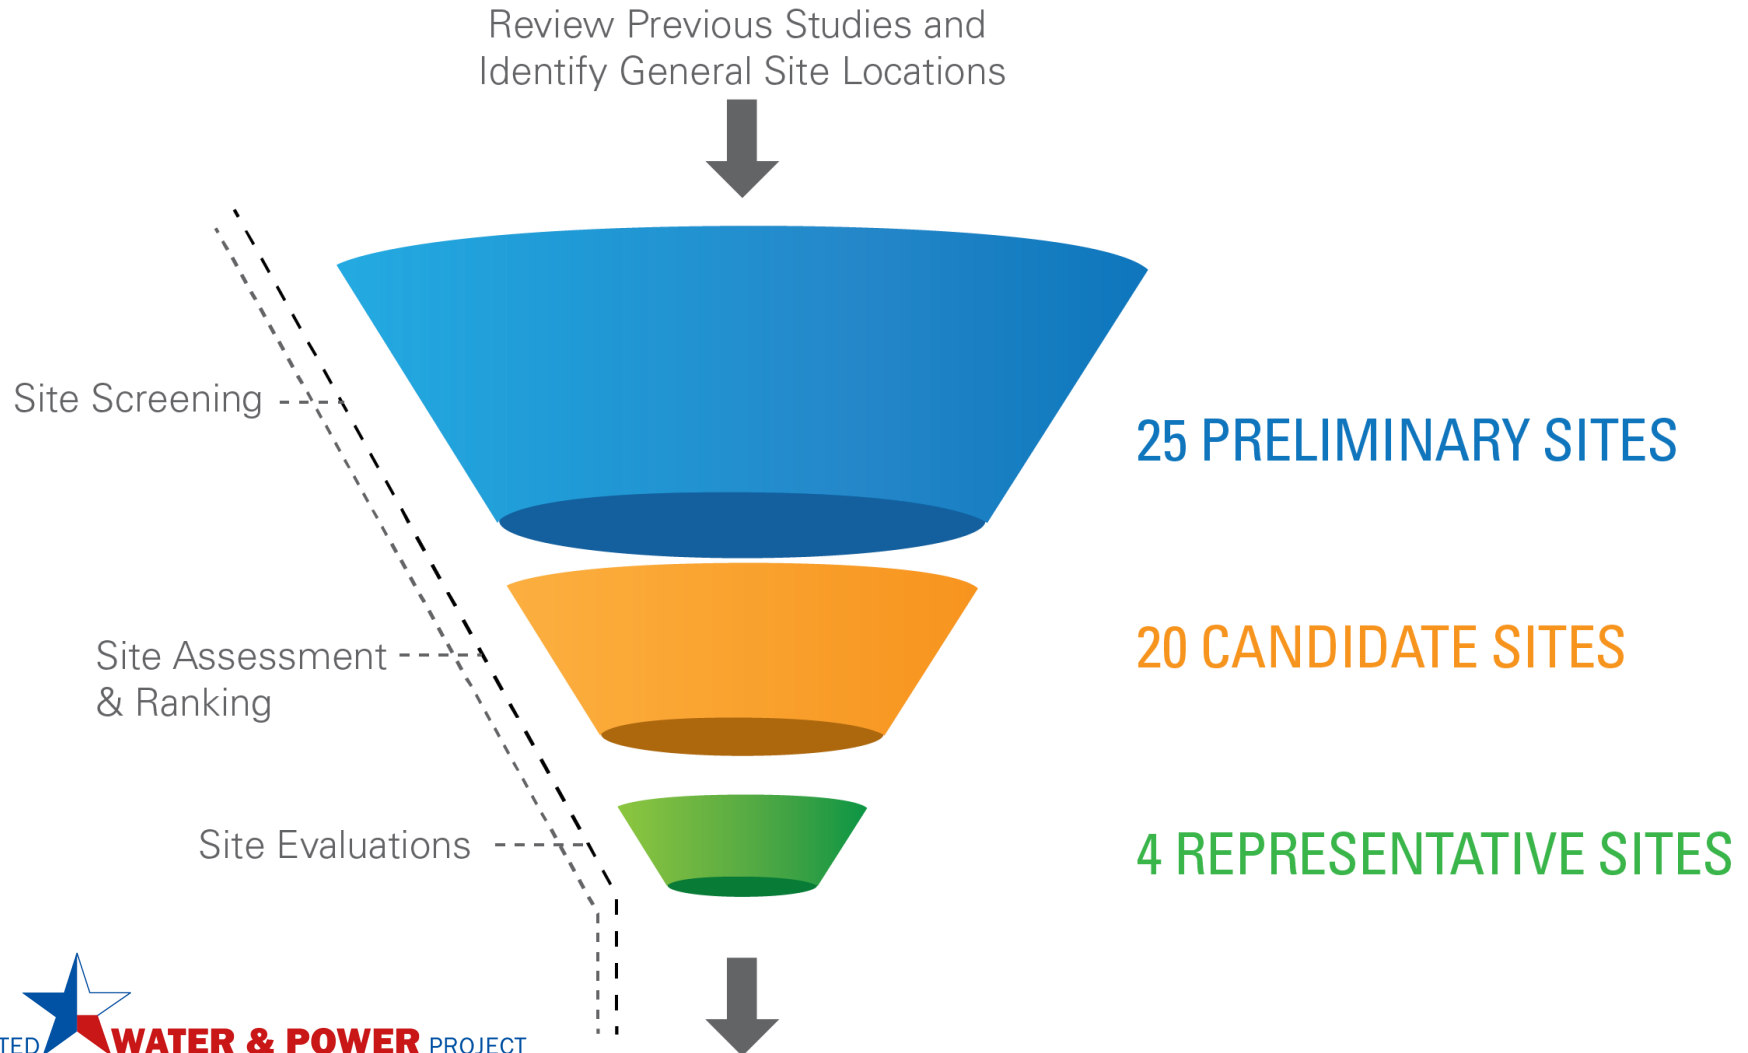 Review Previous Studies and
Identify General Site Locations
Site Screening
25 PRELIMINARY SITES
Site Assessment
& Ranking
20 CANDIDATE SITES
Site Evaluations
4 REPRESENTATIVE SITES
WATER & POWER PROJECT